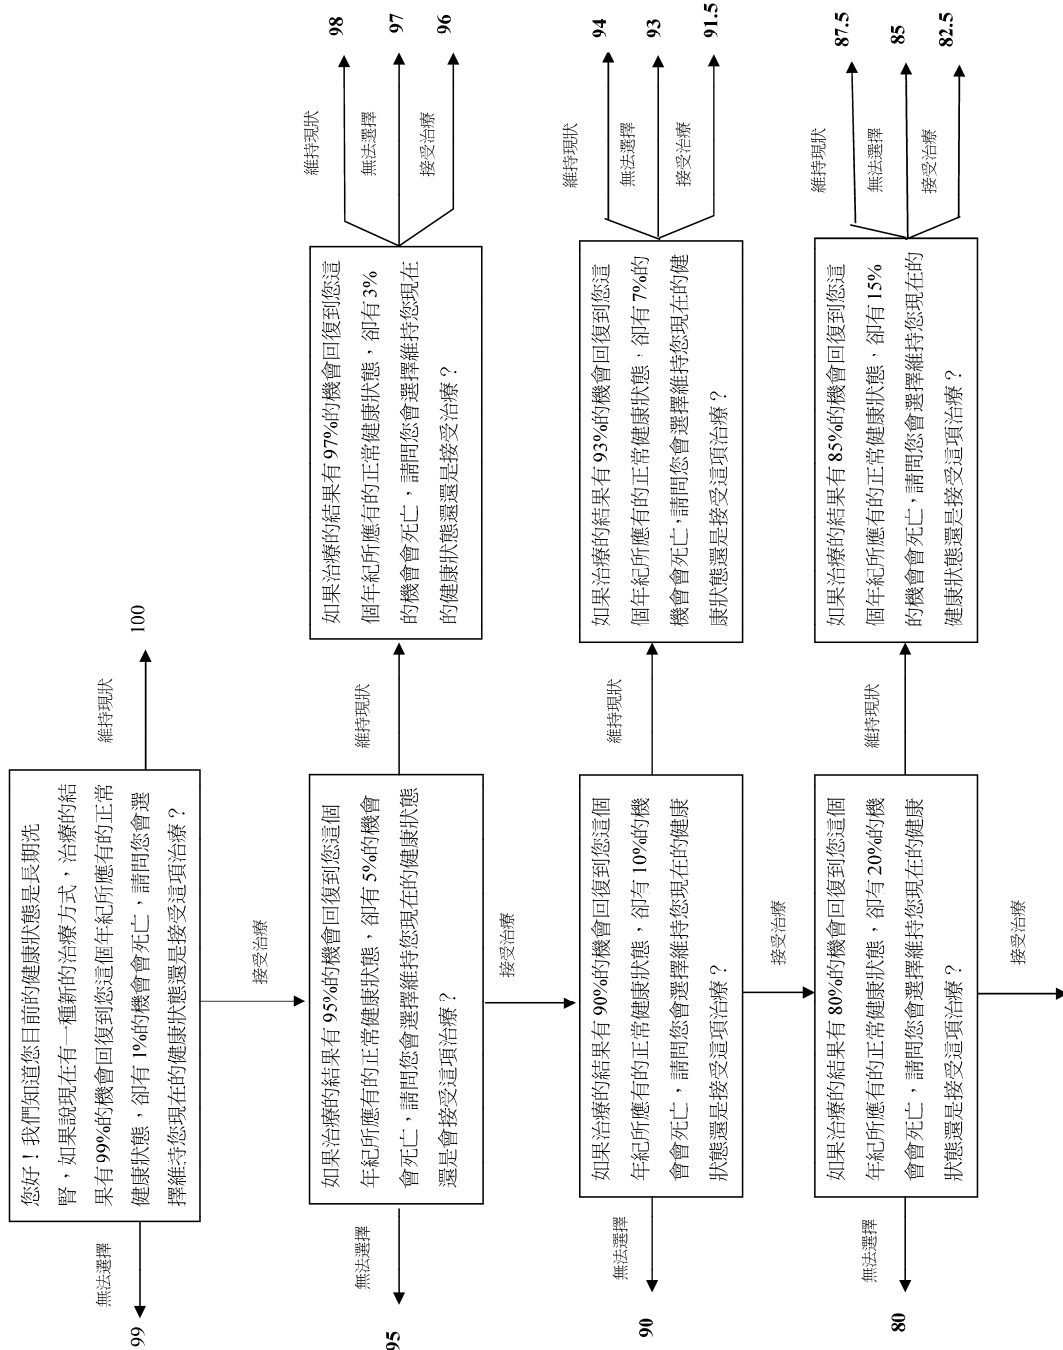 您好！我們知道您目前的健康狀態是長期洗
腎，如果說現在有一種新的治療方式，治療的結
果有 99%的機會回復到您這個年紀所應有的正常
健康狀態，卻有 1%的機會會死亡，請問您會選
擇維持您現在的健康狀態還是接受這項治療？
無法選擇
99
維持現狀
100
接受治療
如果治療的結果有 95%的機會回復到您這個
年紀所應有的正常健康狀態，卻有 5%的機會
會死亡，請問您會選擇維持您現在的健康狀態
還是會接受這項治療？
無法選擇
95
維持現狀
如果治療的結果有 97%的機會回復到您這
個年紀所應有的正常健康狀態，卻有 3%
的機會會死亡，請問您會選擇維持您現在
的健康狀態還是接受治療？
維持現狀
98
無法選擇
97
接受治療
96
接受治療
如果治療的結果有 90%的機會回復到您這個
年紀所應有的正常健康狀態，卻有 10%的機
會會死亡，請問您會選擇維持您現在的健康
狀態還是接受這項治療？
無法選擇
90
維持現狀
如果治療的結果有 93%的機會回復到您這
個年紀所應有的正常健康狀態，卻有 7%的
機會會死亡，請問您會選擇維持您現在的健
康狀態還是接受這項治療？
維持現狀
94
無法選擇
93
接受治療
91.5
接受治療
如果治療的結果有 80%的機會回復到您這個
年紀所應有的正常健康狀態，卻有 20%的機
會會死亡，請問您會選擇維持您現在的健康
狀態還是接受這項治療？
無法選擇
80
維持現狀
如果治療的結果有 85%的機會回復到您這
個年紀所應有的正常健康狀態，卻有 15%
的機會會死亡，請問您會選擇維持您現在的
健康狀態還是接受這項治療？
維持現狀
87.5
無法選擇
85
接受治療
82.5
接受治療